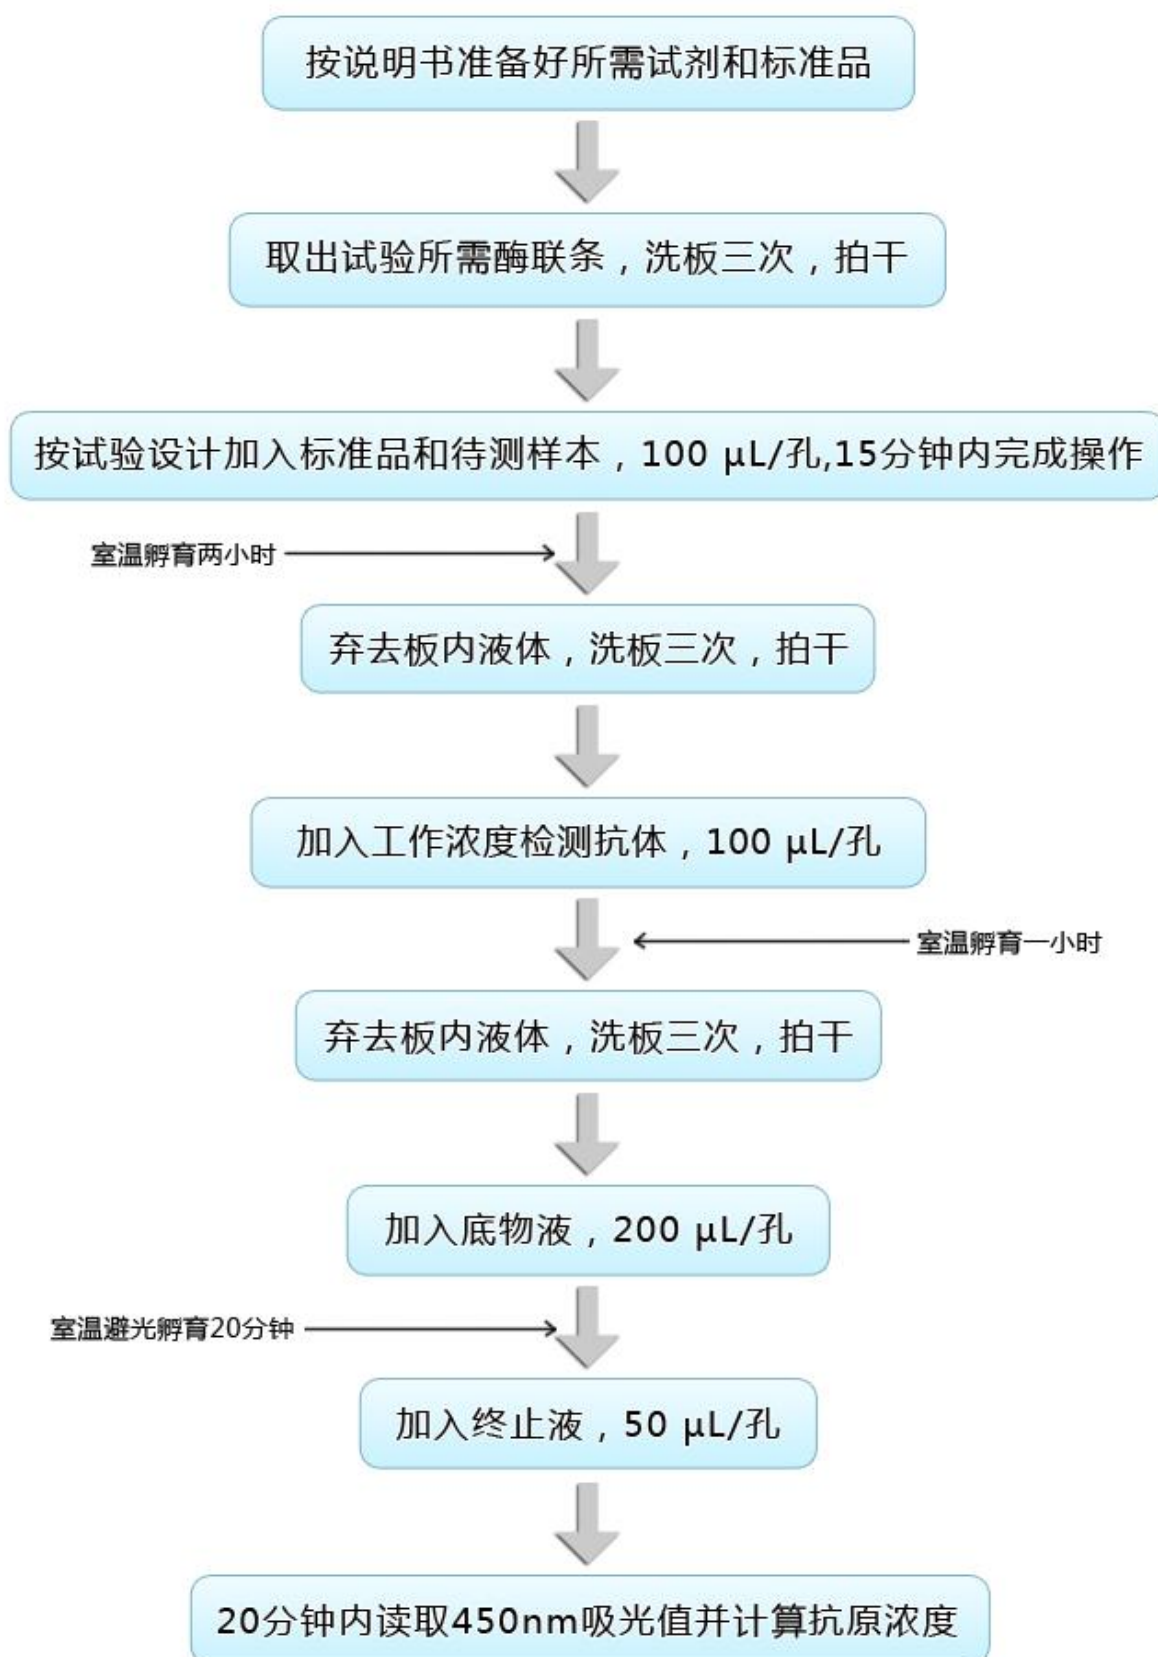 按说明书准备好所需试剂和标准品
取出试验所需酶联条，洗板三次，拍干
按试验设计加入标准品和待测样本，100 μL/孔,15分钟内完成操作
室温孵育两小时
弃去板内液体，洗板三次，拍干
加入工作浓度检测抗体，100 μL/孔
室温孵育一小时
弃去板内液体，洗板三次，拍干
加入底物液，200 μL/孔
室温避光孵育20分钟
加入终止液，50 μL/孔
20分钟内读取450nm吸光值并计算抗原浓度